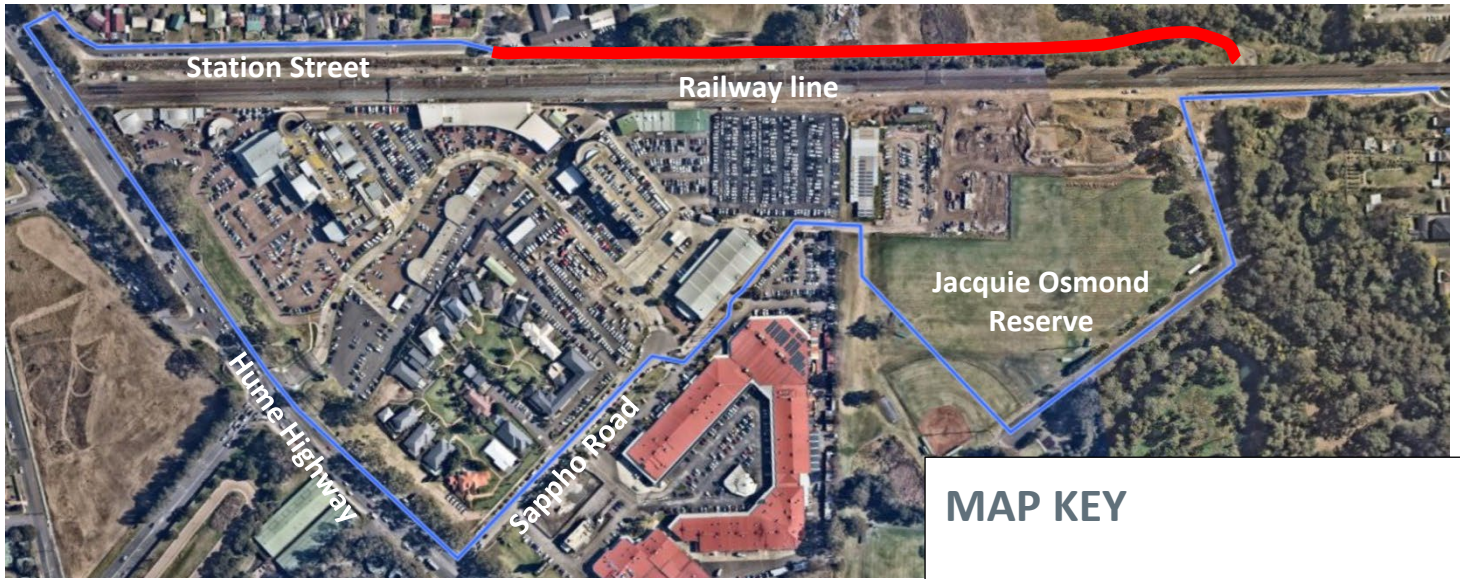 Station Street
Railway line
Jacquie Osmond
Reserve
Hume Highway
Sappho Road
MAP KEY